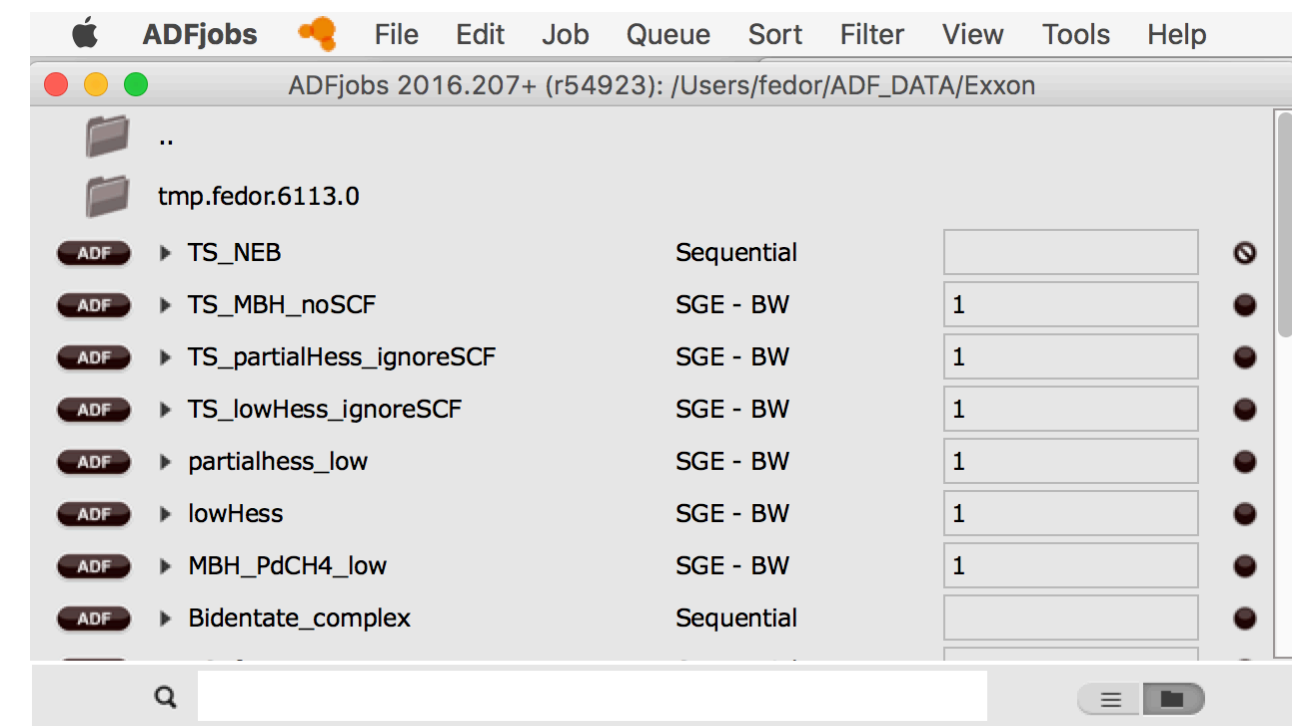 ADFjobs File Edit Job Queue Sort Filter View Tools Help
ADFjobs 2016.207+ (r54923): /Users/fedor/ADF_DATA/Exxon
..
tmp.fedor.6113.0
ADF TS_NEB Sequential
ADF TS_MBH_noSCF SGE - BW 1
ADF TS_partialHess_ignoreSCF SGE - BW 1
ADF TS_lowHess_ignoreSCF SGE - BW 1
ADF partialhess_low SGE - BW 1
ADF lowHess SGE - BW 1
ADF MBH_PdCH4_low SGE - BW 1
ADF Bidentate_complex Sequential